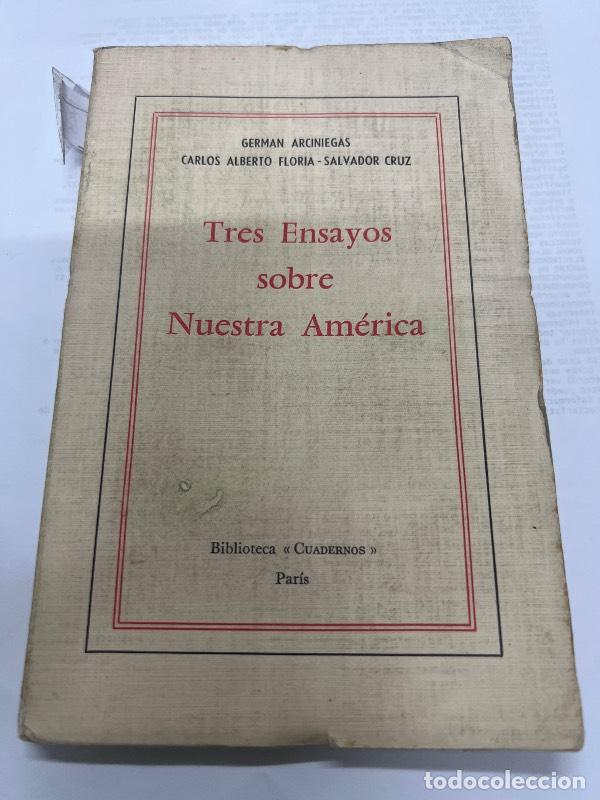 GERMAN ARCINIEGAS
CARLOS ALBERTO FLORIA - SALVADOR CRUZ
Tres Ensayos
sobre
Nuestra América
Biblioteca « CUADERNOS »
París
todocoleccion